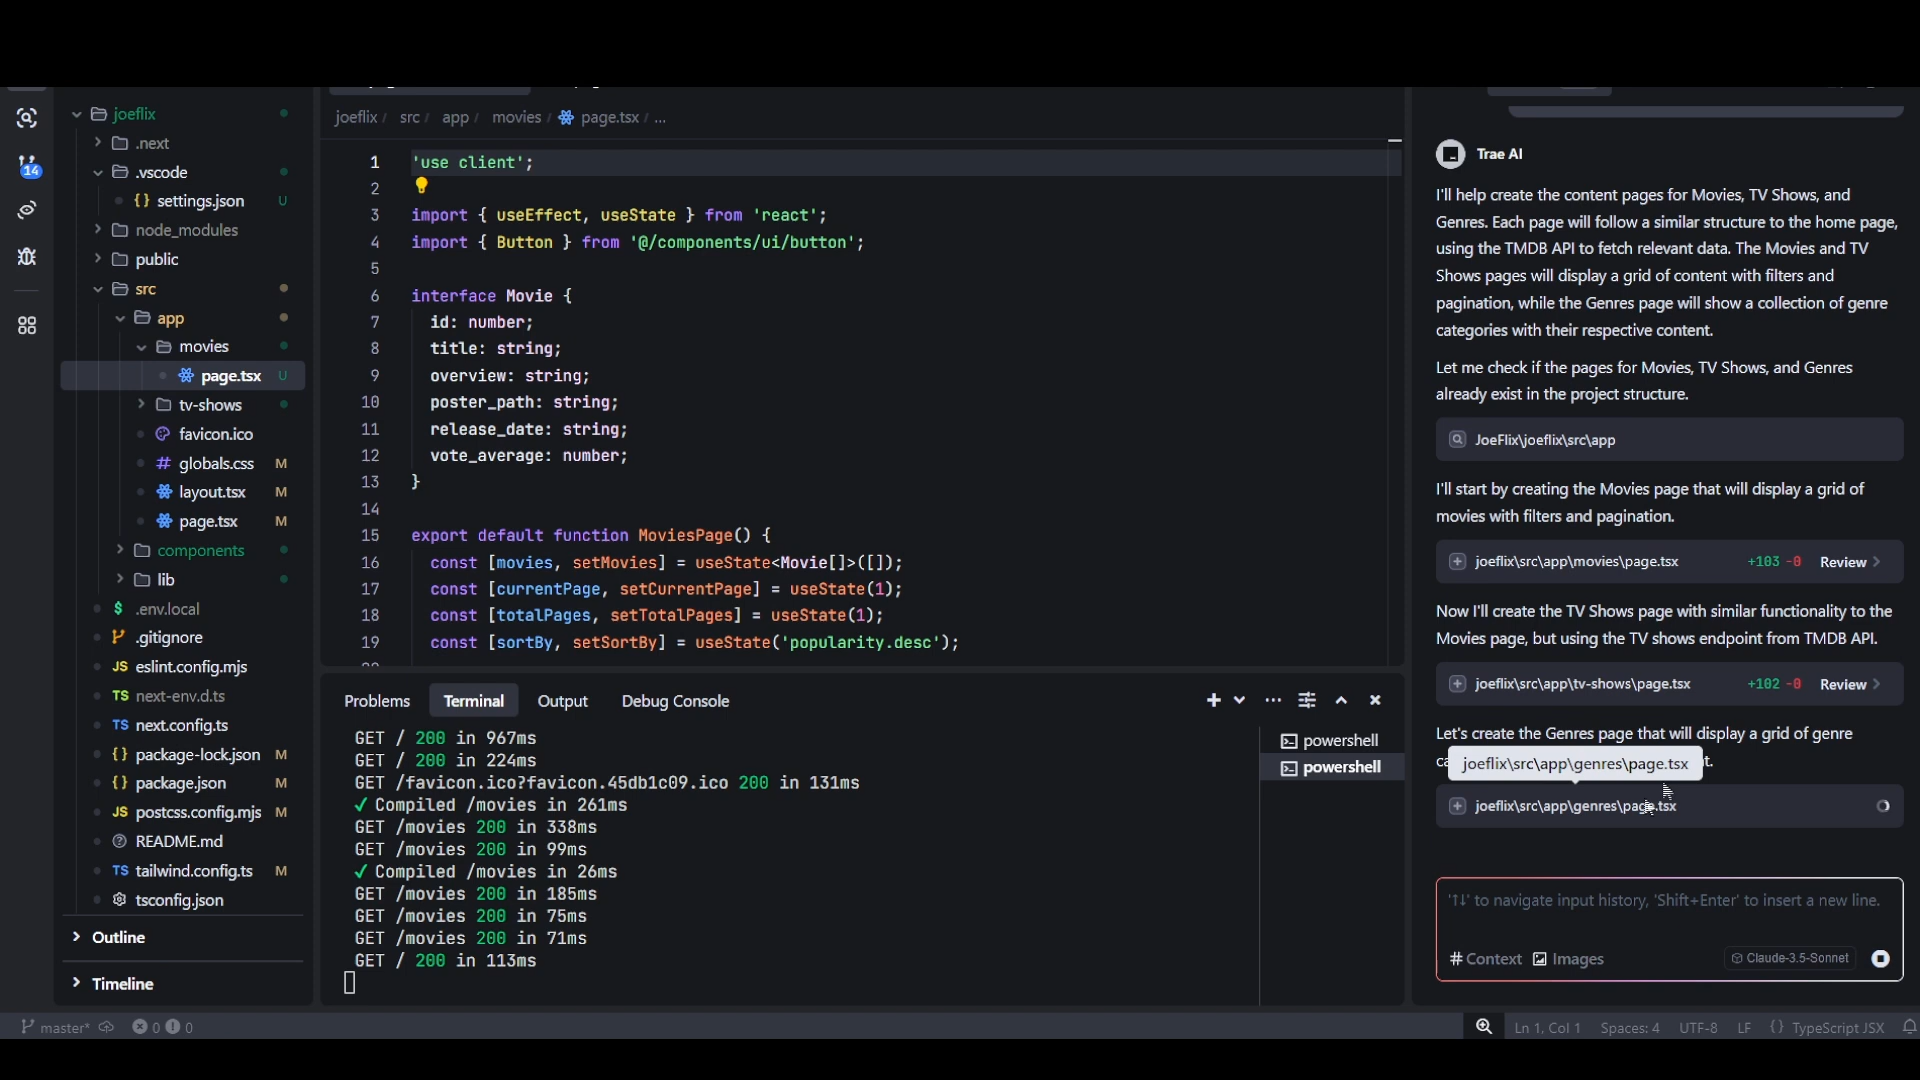 14
joeflix
.next
.vscode
{} settings.json U
node_modules
public
src
app
movies
page.tsx U
tv-shows
favicon.ico
# globals.css M
layout.tsx M
page.tsx M
components
lib
$ .env.local
.gitignore
JS eslint.config.mjs
TS next-env.d.ts
TS next.config.ts
{} package-lock.json M
{} package.json M
JS postcss.config.mjs M
README.md
TS tailwind.config.ts M
tsconfig.json
Outline
Timeline
joeflix / src / app / movies / page.tsx / ...
1 'use client';
2
3 import { useEffect, useState } from 'react';
4 import { Button } from '@/components/ui/button';
5
6 interface Movie {
7 id: number;
8 title: string;
9 overview: string;
10 poster_path: string;
11 release_date: string;
12 vote_average: number;
13 }
14
15 export default function MoviesPage() {
16 const [movies, setMovies] = useState<Movie[]>([]);
17 const [currentPage, setCurrentPage] = useState(1);
18 const [totalPages, setTotalPages] = useState(1);
19 const [sortBy, setSortBy] = useState('popularity.desc');
Problems Terminal Output Debug Console
GET / 200 in 967ms
GET / 200 in 224ms
GET /favicon.ico?favicon.45db1c09.ico 200 in 131ms
✓ Compiled /movies in 261ms
GET /movies 200 in 338ms
GET /movies 200 in 99ms
✓ Compiled /movies in 26ms
GET /movies 200 in 185ms
GET /movies 200 in 75ms
GET /movies 200 in 71ms
GET / 200 in 113ms
powershell
powershell
Trae AI
I'll help create the content pages for Movies, TV Shows, and
Genres. Each page will follow a similar structure to the home page,
using the TMDB API to fetch relevant data. The Movies and TV
Shows pages will display a grid of content with filters and
pagination, while the Genres page will show a collection of genre
categories with their respective content.
Let me check if the pages for Movies, TV Shows, and Genres
already exist in the project structure.
JoeFlix\joeflix\src\app
I'll start by creating the Movies page that will display a grid of
movies with filters and pagination.
joeflix\src\app\movies\page.tsx +103 -0 Review
Now I'll create the TV Shows page with similar functionality to the
Movies page, but using the TV shows endpoint from TMDB API.
joeflix\src\app\tv-shows\page.tsx +102 -0 Review
Let's create the Genres page that will display a grid of genre
joeflix\src\app\genres\page.tsx
joeflix\src\app\genres\page.tsx
'↑↓' to navigate input history, 'Shift+Enter' to insert a new line.
# Context Images Claude-3.5-Sonnet
master* 0 0 Ln 1, Col 1 Spaces: 4 UTF-8 LF {} TypeScript JSX